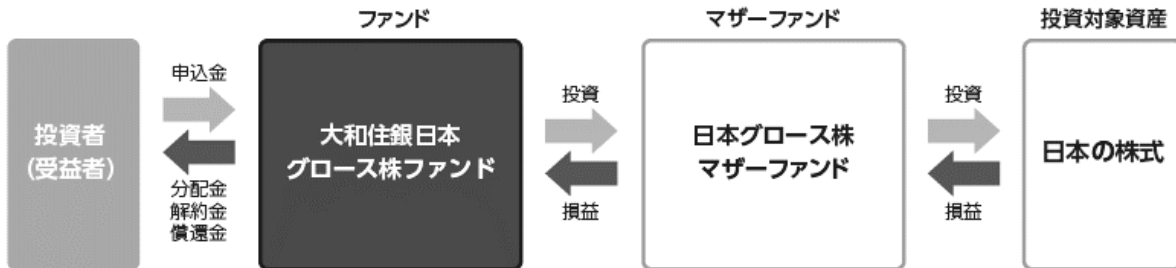 ファンド
マザーファンド
投資対象資産
投資者
(受益者)
申込金
分配金
解約金
償還金
大和住銀日本
グロース株ファンド
投資
損益
日本グロース株
マザーファンド
投資
損益
日本の株式